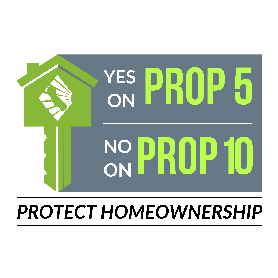 YES ON PROP 5
NO ON PROP 10
PROTECT HOMEOWNERSHIP